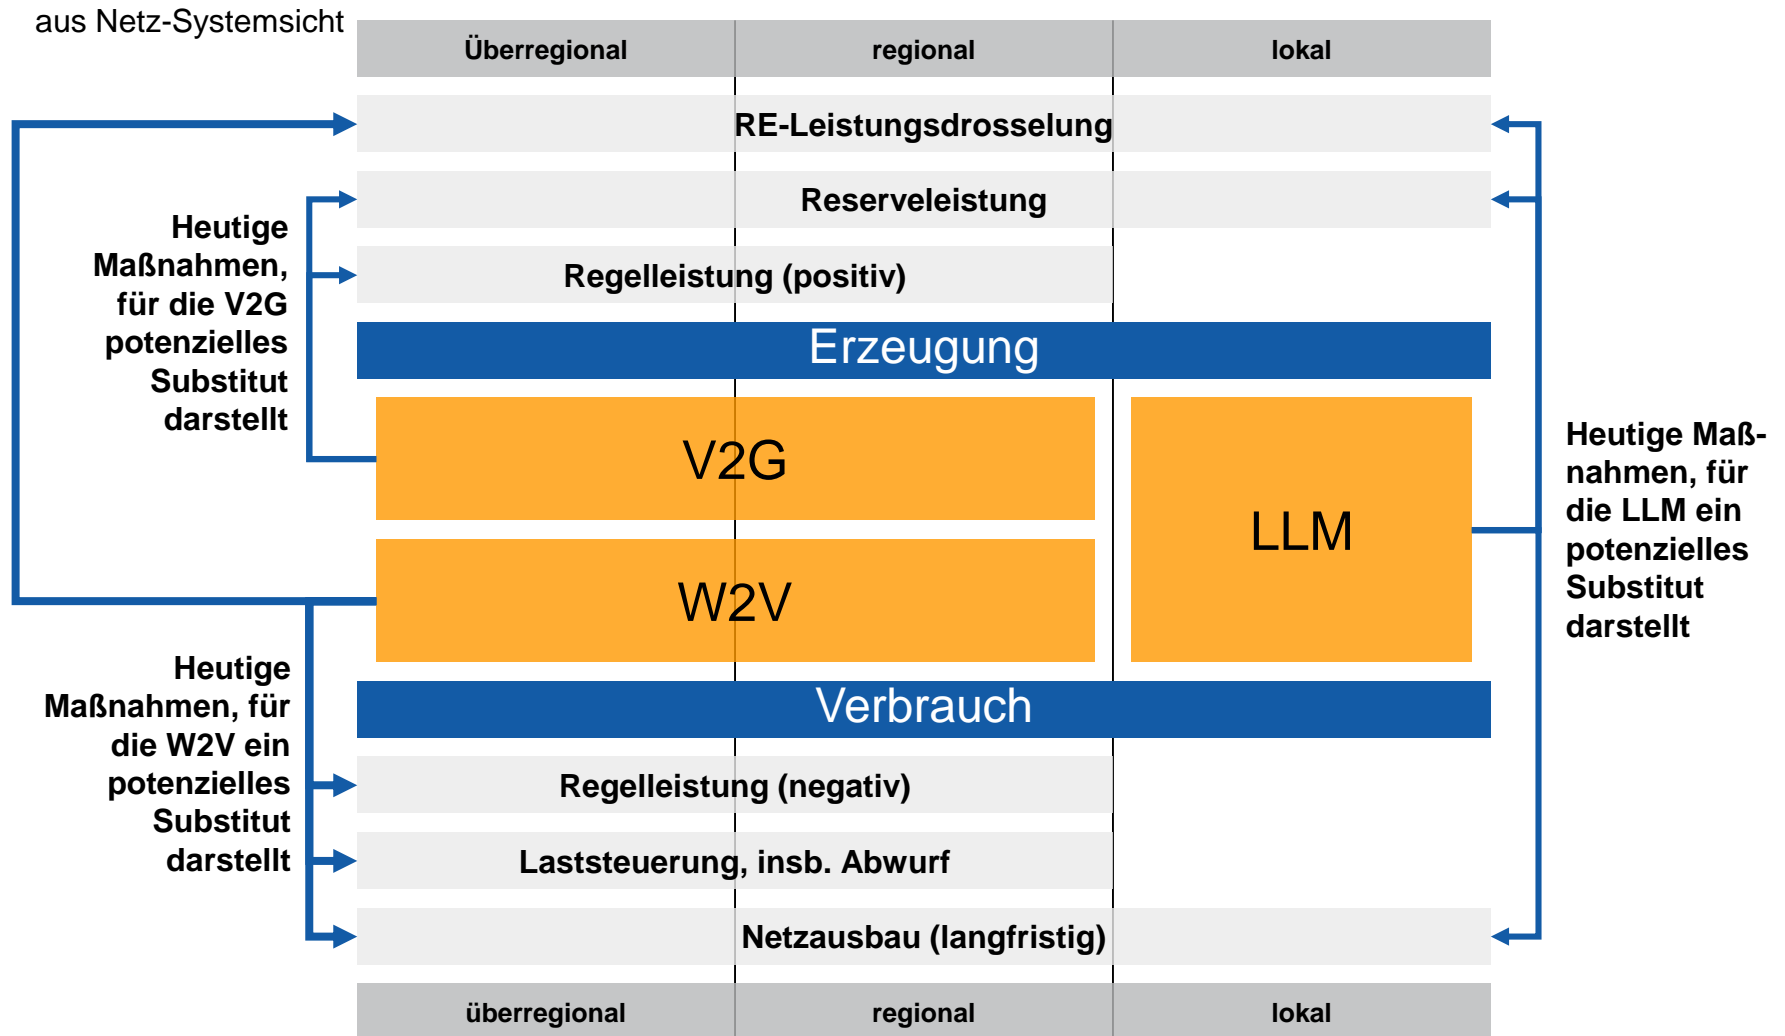 aus Netz-Systemsicht
Überregional
regional
lokal
RE-Leistungsdrosselung
Reserveleistung
Regelleistung (positiv)
Heutige
Maßnahmen,
für die V2G
potenzielles
Substitut
darstellt
Erzeugung
V2G
LLM
W2V
Heutige Maß-
nahmen, für
die LLM ein
potenzielles
Substitut
darstellt
Verbrauch
Heutige
Maßnahmen, für
die W2V ein
potenzielles
Substitut
darstellt
Regelleistung (negativ)
Laststeuerung, insb. Abwurf
Netzausbau (langfristig)
überregional
regional
lokal